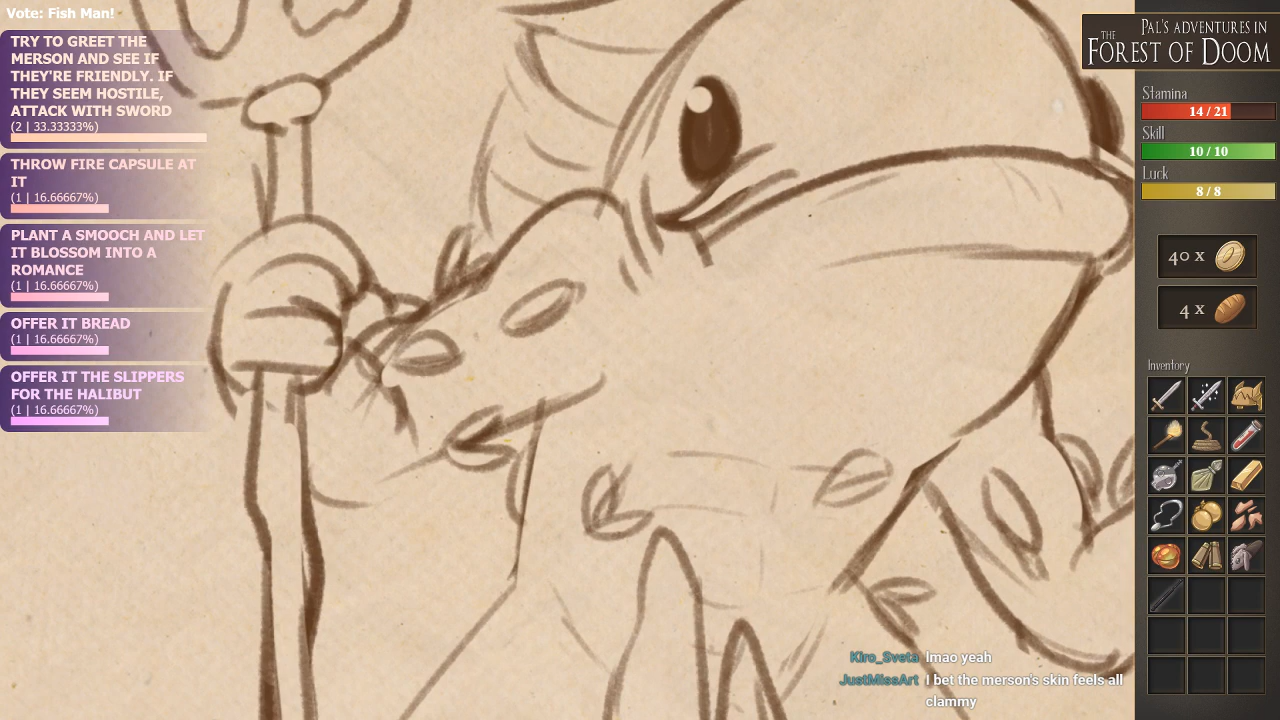 Vote: Fish Man!
TRY TO GREET THE
MERSON AND SEE IF
THEY'RE FRIENDLY. IF
THEY SEEM HOSTILE,
ATTACK WITH SWORD
(2 | 33.33333%)
THROW FIRE CAPSULE AT
IT
(1 | 16.66667%)
PLANT A SMOOCH AND LET
IT BLOSSOM INTO A
ROMANCE
(1 | 16.66667%)
OFFER IT BREAD
(1 | 16.66667%)
OFFER IT THE SLIPPERS
FOR THE HALIBUT
(1 | 16.66667%)
PAL'S ADVENTURES IN
THE FOREST OF DOOM
Stamina
14 / 21
Skill
10 / 10
Luck
8 / 8
40 x
4 x
Inventory
Kiro_Sveta lmao yeah
JustMissArt I bet the merson's skin feels all
clammy